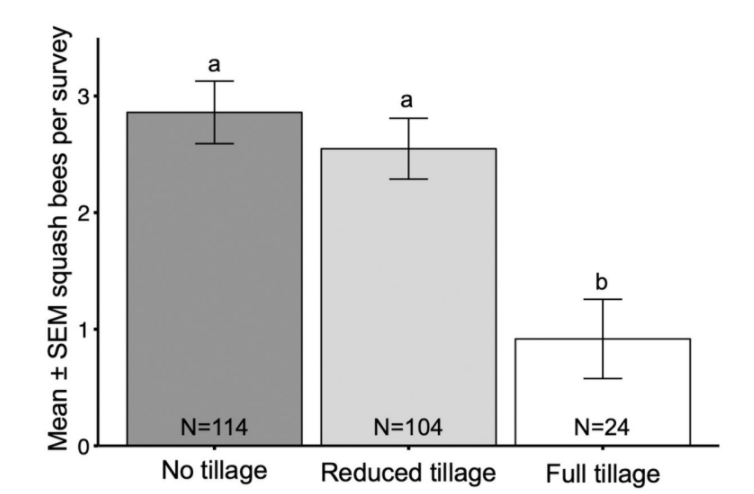 Mean ± SEM squash bees per survey
3
2
1
0
a
a
b
N=114
N=104
N=24
No tillage
Reduced tillage
Full tillage